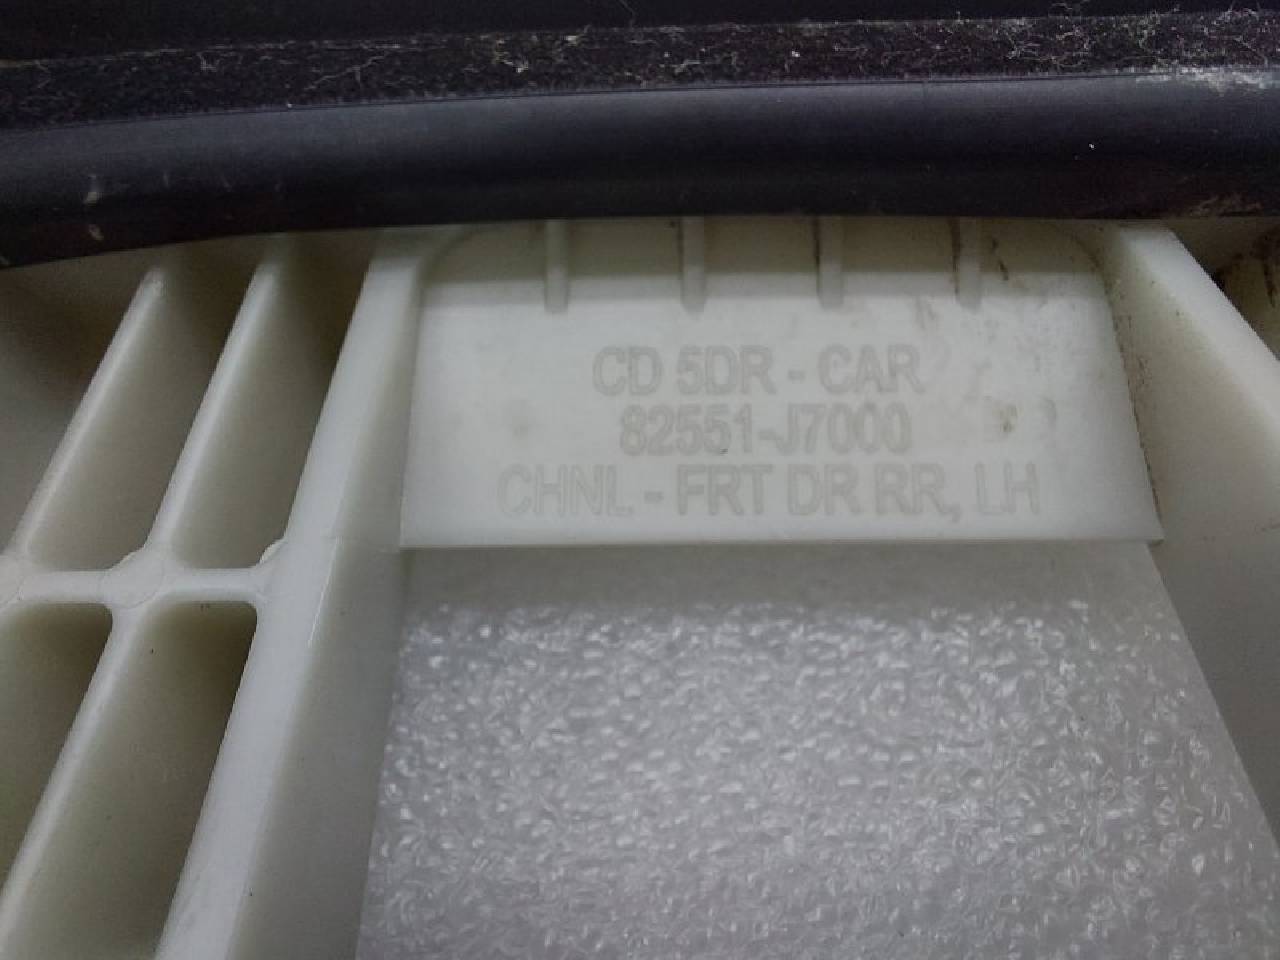 CD 5DR - CAR
82551-J7000
CHNL - FRT DR RR, LH